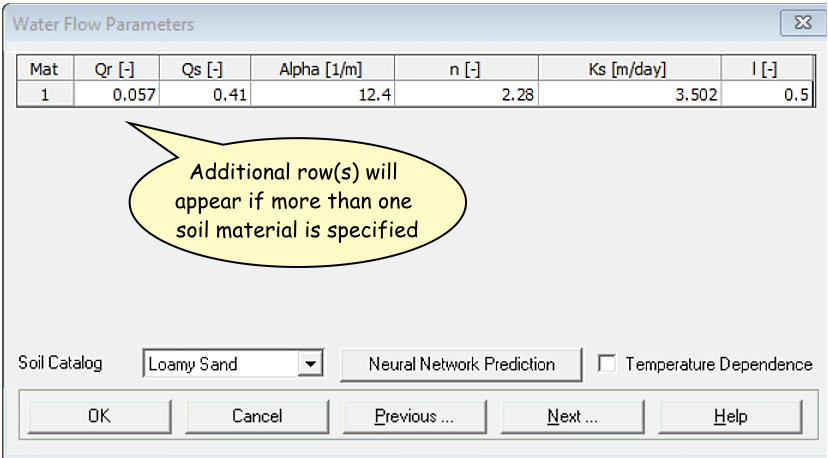 Water Flow Parameters
Mat Qr [-] Qs [-] Alpha [1/m] n [-] Ks [m/day] l [-]
1 0.057 0.41 12.4 2.28 3.502 0.5
Additional row(s) will
appear if more than one
soil material is specified
Soil Catalog Loamy Sand Neural Network Prediction Temperature Dependence
OK Cancel Previous ... Next ... Help